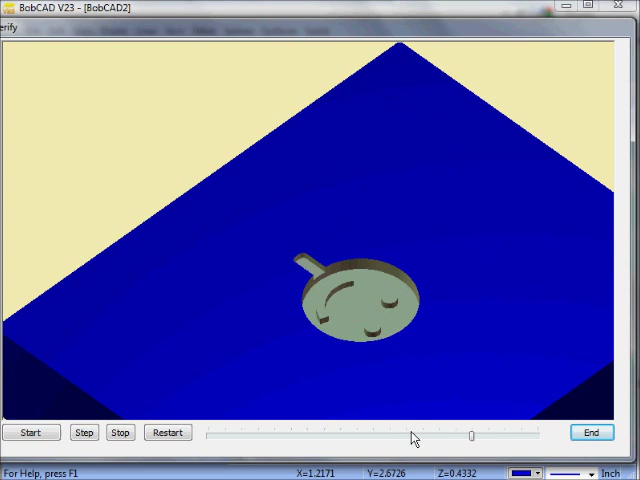 BobCAD V23 - [BobCAD2]
erify
Start Step Stop Restart End
For Help, press F1 X=1.2171 Y=2.6726 Z=0.4332 Inch